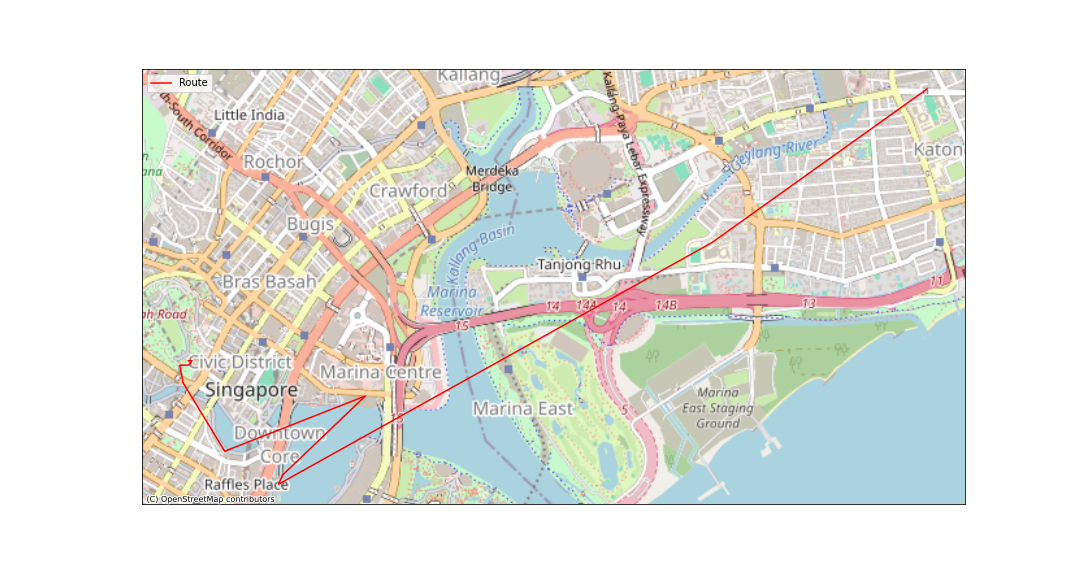 Route
Kallang
Little India
th-South Corridor
Rochor
Kallang-Paya Lebar Expressway
Geylang River
Katon
Merdeka
Bridge
Crawford
ana
Bugis
Kallang Basin
Tanjong Rhu
Bras Basah
Marina
Reservoir
11
14
14A
14
14B
13
ah Road
15
Civic District
Marina Centre
Singapore
Marina East
Marina
East Staging
Ground
5
15
Downtown
Core
Raffles Place
(C) OpenStreetMap contributors